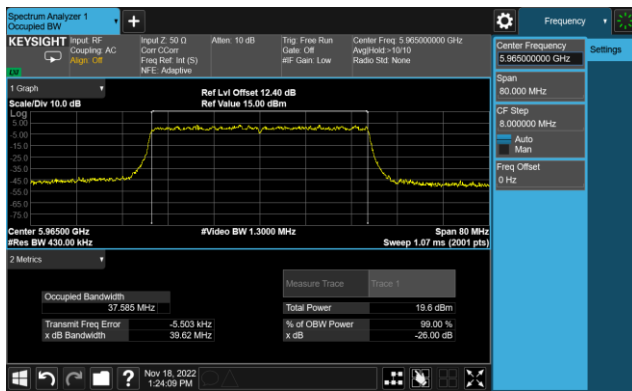 Spectrum Analyzer 1
Occupied BW
Frequency
KEYSIGHT
Input: RF
Coupling: AC
Align: Off
Input Z: 50 Ω
Corr CCorr
Freq Ref: Int (S)
NFE: Adaptive
Atten: 10 dB
Trig: Free Run
Gate: Off
#IF Gain: Low
Center Freq: 5.965000000 GHz
Avg|Hold:>10/10
Radio Std: None
Center Frequency
5.965000000 GHz
Settings
Span
80.000 MHz
CF Step
8.000000 MHz
Auto
Man
Freq Offset
0 Hz
1 Graph
Scale/Div 10.0 dB
Ref Lvl Offset 12.40 dB
Ref Value 15.00 dBm
Log
5.00
-5.00
-15.0
-25.0
-35.0
-45.0
-55.0
-65.0
-75.0
Center 5.96500 GHz
#Res BW 430.00 kHz
#Video BW 1.3000 MHz
Span 80 MHz
Sweep 1.07 ms (2001 pts)
2 Metrics
Measure Trace
Trace 1
Occupied Bandwidth
37.585 MHz
Total Power
19.6 dBm
Transmit Freq Error
-5.503 kHz
% of OBW Power
99.00 %
x dB Bandwidth
39.62 MHz
x dB
-26.00 dB
?
Nov 18, 2022
1:24:09 PM